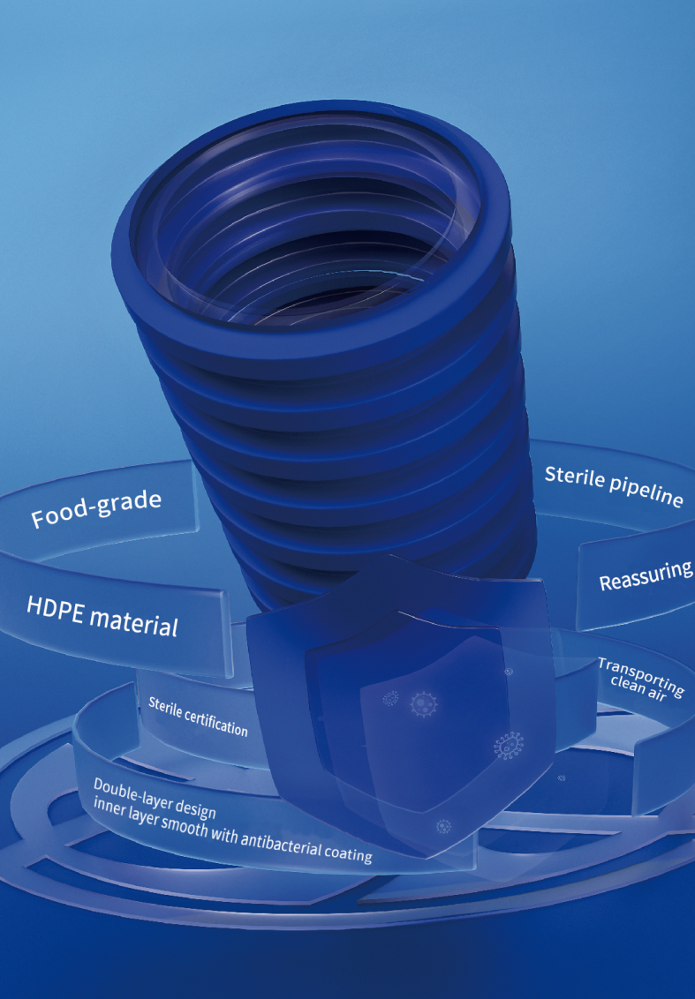 Food-grade
Sterile pipeline
HDPE material
Reassuring
Transporting
clean air
Sterile certification
Double-layer design
inner layer smooth with antibacterial coating